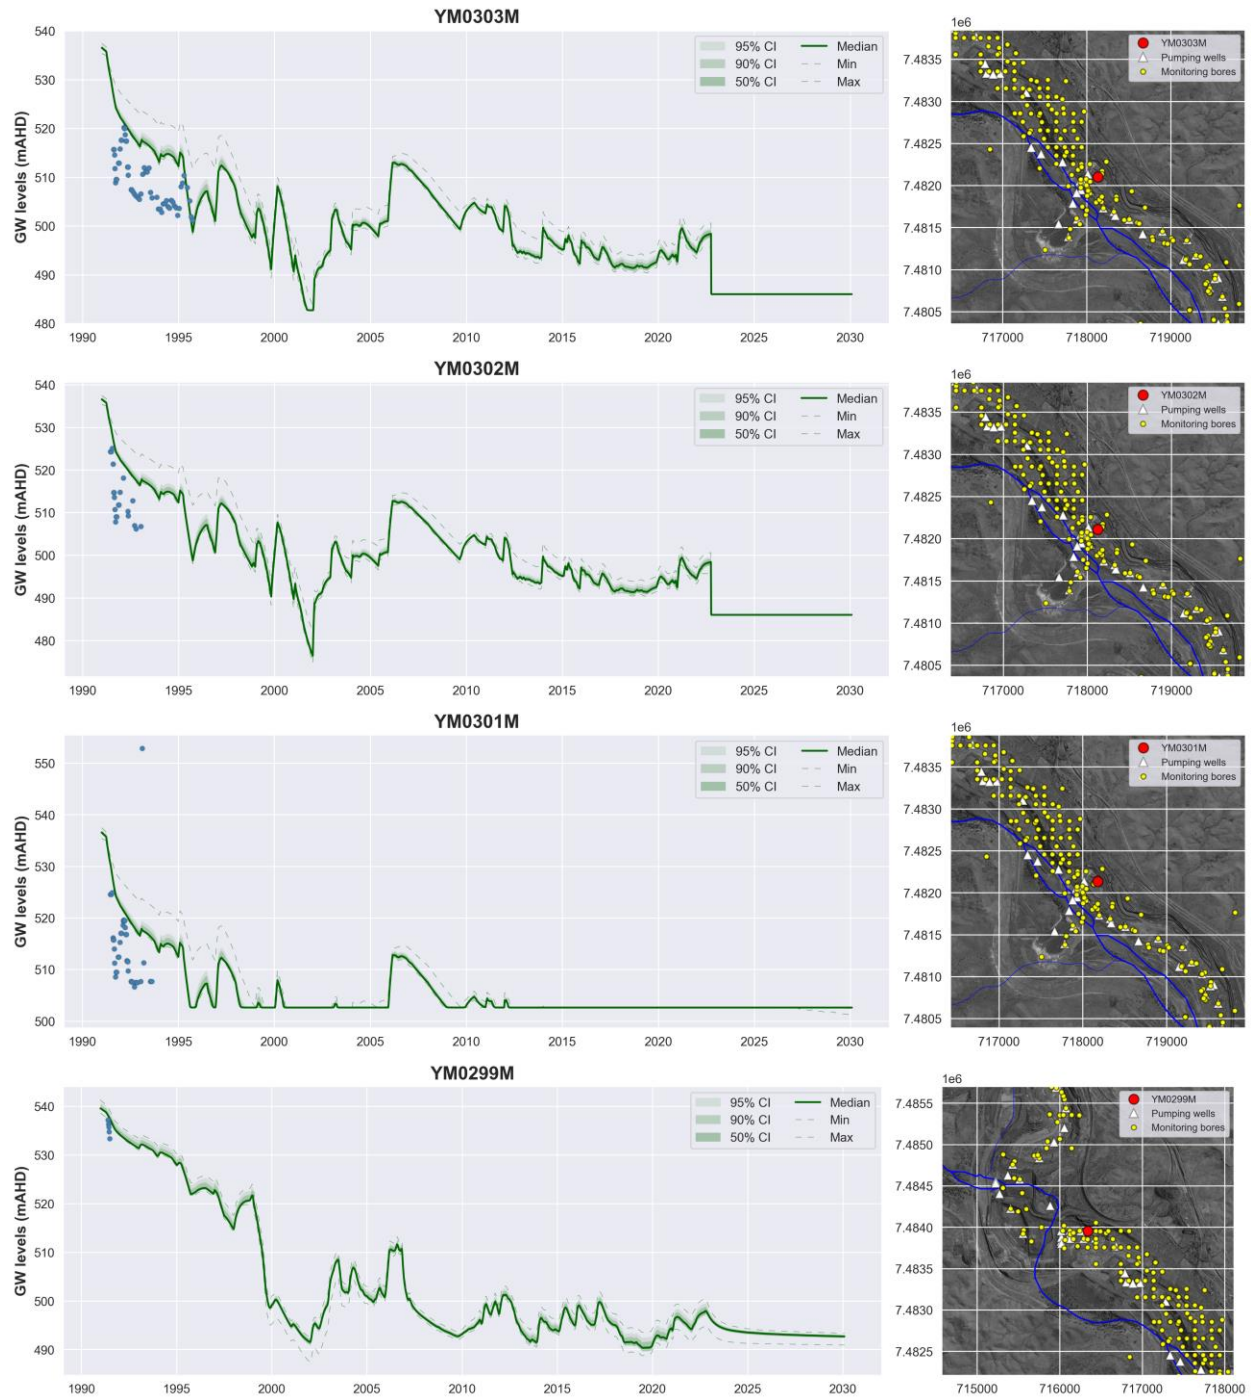 YM0303M
GW levels (mAHD)
540
530
520
510
500
490
480
1990
1995
2000
2005
2010
2015
2020
2025
2030
95% CI
90% CI
50% CI
Median
Min
Max
1e6
7.4835
7.4830
7.4825
7.4820
7.4815
7.4810
7.4805
717000
718000
719000
YM0303M
Pumping wells
Monitoring bores
YM0302M
GW levels (mAHD)
540
530
520
510
500
490
480
1990
1995
2000
2005
2010
2015
2020
2025
2030
95% CI
90% CI
50% CI
Median
Min
Max
1e6
7.4835
7.4830
7.4825
7.4820
7.4815
7.4810
7.4805
717000
718000
719000
YM0302M
Pumping wells
Monitoring bores
YM0301M
GW levels (mAHD)
550
540
530
520
510
500
1990
1995
2000
2005
2010
2015
2020
2025
2030
95% CI
90% CI
50% CI
Median
Min
Max
1e6
7.4835
7.4830
7.4825
7.4820
7.4815
7.4810
7.4805
717000
718000
719000
YM0301M
Pumping wells
Monitoring bores
YM0299M
GW levels (mAHD)
540
530
520
510
500
490
1990
1995
2000
2005
2010
2015
2020
2025
2030
95% CI
90% CI
50% CI
Median
Min
Max
1e6
7.4855
7.4850
7.4845
7.4840
7.4835
7.4830
7.4825
715000
716000
717000
718000
YM0299M
Pumping wells
Monitoring bores